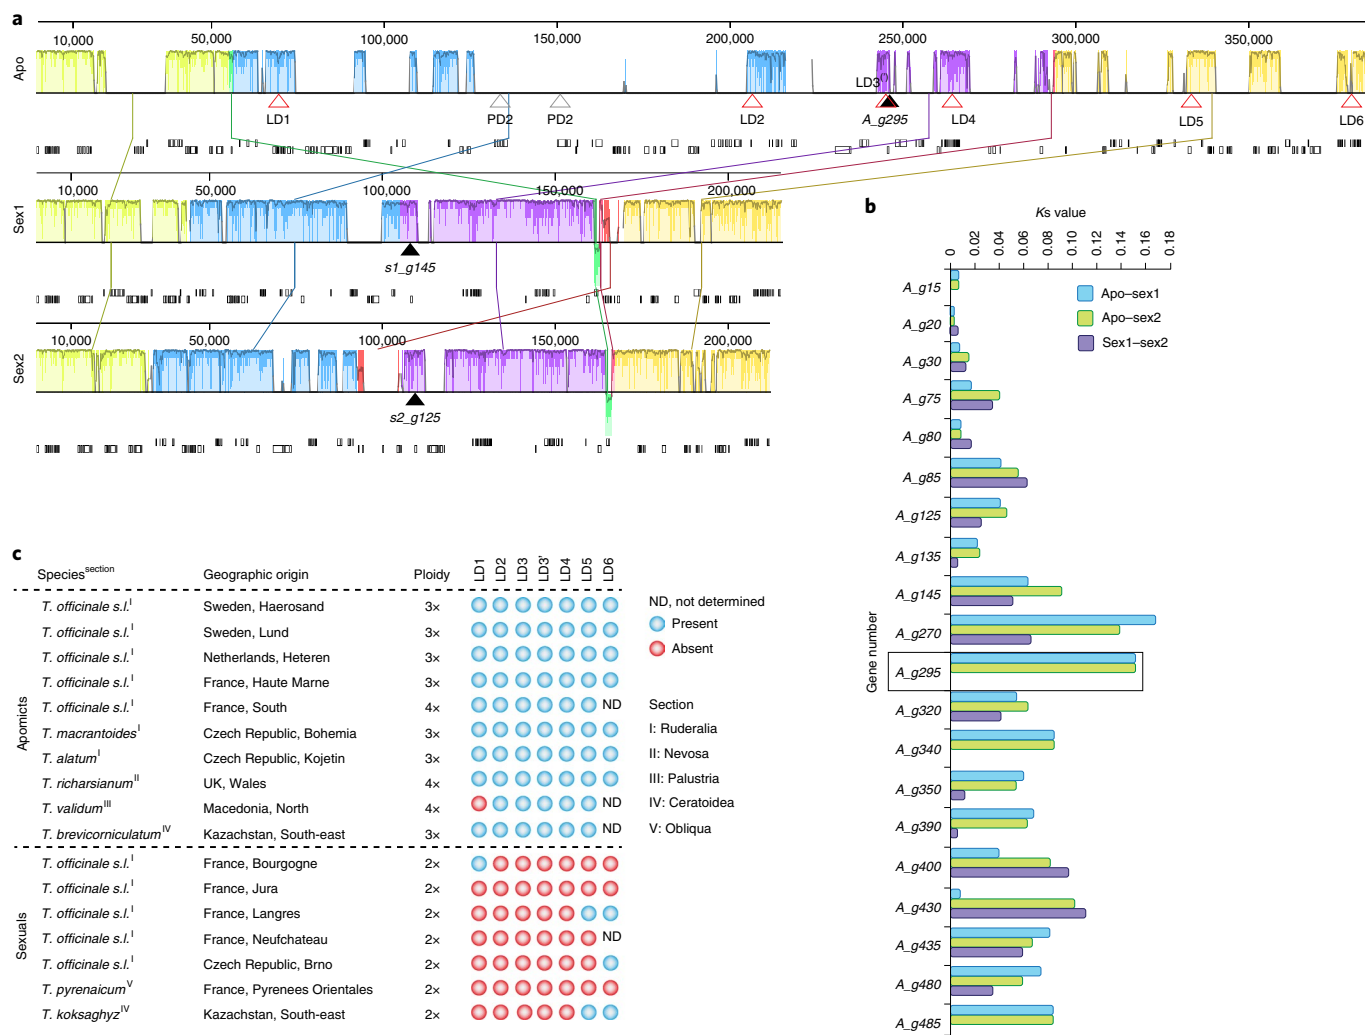 a
10,000 50,000 100,000 150,000 200,000 250,000 300,000 350,000
Apo
LD1 PD2 PD2 LD2 LD3' A_g295 LD4 LD5 LD6
10,000 50,000 100,000 150,000 200,000
Sex1
s1_g145
10,000 50,000 100,000 150,000 200,000
Sex2
s2_g125
b
Ks value
0 0.02 0.04 0.06 0.08 0.10 0.12 0.14 0.16 0.18
Apo–sex1
Apo–sex2
Sex1–sex2
Gene number
A_g15
A_g20
A_g30
A_g75
A_g80
A_g85
A_g125
A_g135
A_g145
A_g270
A_g295
A_g320
A_g340
A_g350
A_g390
A_g400
A_g430
A_g435
A_g480
A_g485
c
Species section Geographic origin Ploidy LD1 LD2 LD3 LD3' LD4 LD5 LD6
Apomicts
T. officinale s.l. I Sweden, Haerosand 3×
T. officinale s.l. I Sweden, Lund 3×
T. officinale s.l. I Netherlands, Heteren 3×
T. officinale s.l. I France, Haute Marne 3×
T. officinale s.l. I France, South 4× ND
T. macrantoides I Czech Republic, Bohemia 3×
T. alatum I Czech Republic, Kojetin 3×
T. richarsianum II UK, Wales 4×
T. validum III Macedonia, North 4× ND
T. brevicorniculatum IV Kazachstan, South-east 3× ND
Sexuals
T. officinale s.l. I France, Bourgogne 2×
T. officinale s.l. I France, Jura 2×
T. officinale s.l. I France, Langres 2×
T. officinale s.l. I France, Neufchateau 2× ND
T. officinale s.l. I Czech Republic, Brno 2×
T. pyrenaicum V France, Pyrenees Orientales 2×
T. koksaghyz IV Kazachstan, South-east 2×
ND, not determined
Present
Absent
Section
I: Ruderalia
II: Nevosa
III: Palustria
IV: Ceratoidea
V: Obliqua